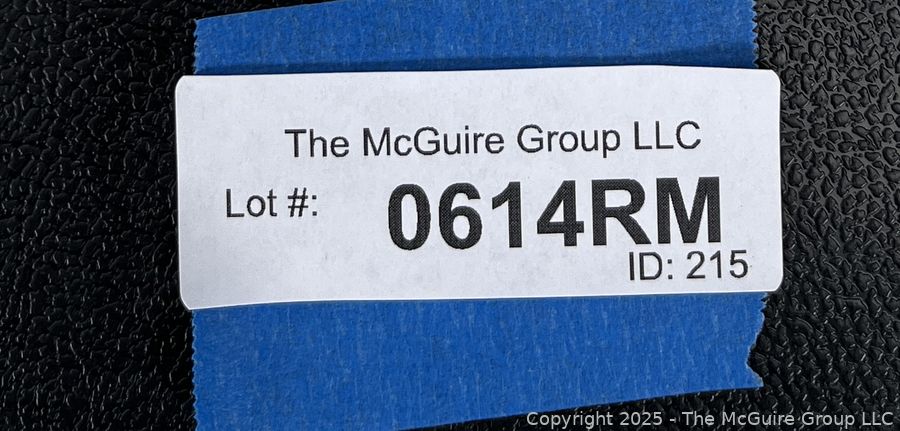 The McGuire Group LLC
Lot #: 0614RM
ID: 215
Copyright 2025 - The McGuire Group LLC